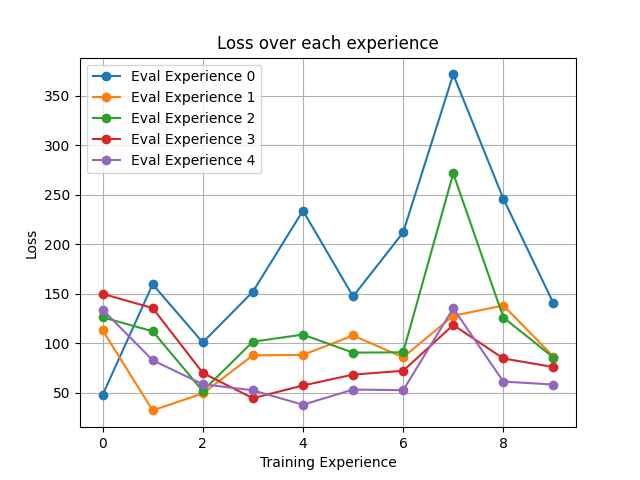 Loss over each experience
Eval Experience 0
Eval Experience 1
Eval Experience 2
Eval Experience 3
Eval Experience 4
350
300
250
200
150
100
50
Loss
0 2 4 6 8
Training Experience